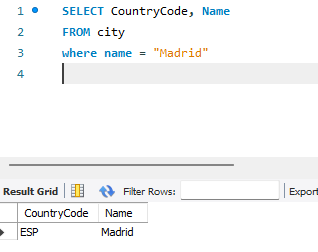 1 SELECT CountryCode, Name
2 FROM city
3 where name = "Madrid"
4
Result Grid Filter Rows: Export
CountryCode Name
ESP Madrid